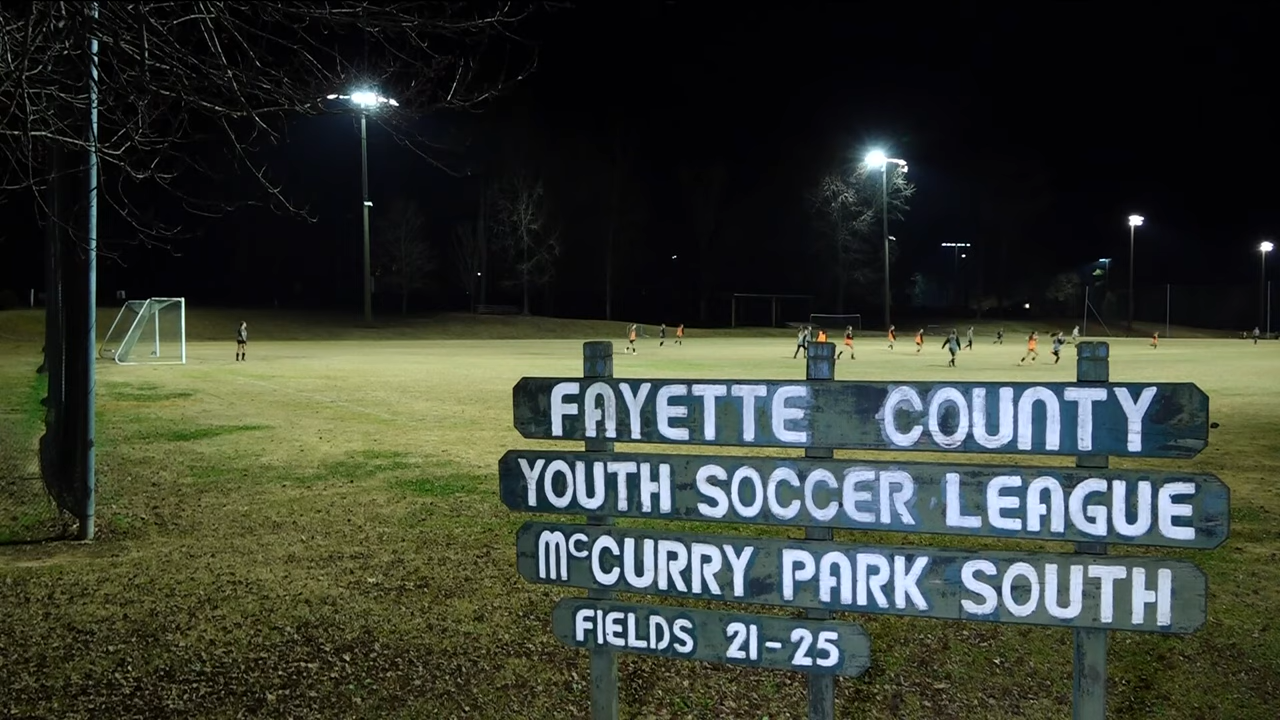 FAYETTE COUNTY
YOUTH SOCCER LEAGUE
McCURRY PARK SOUTH
FIELDS 21-25